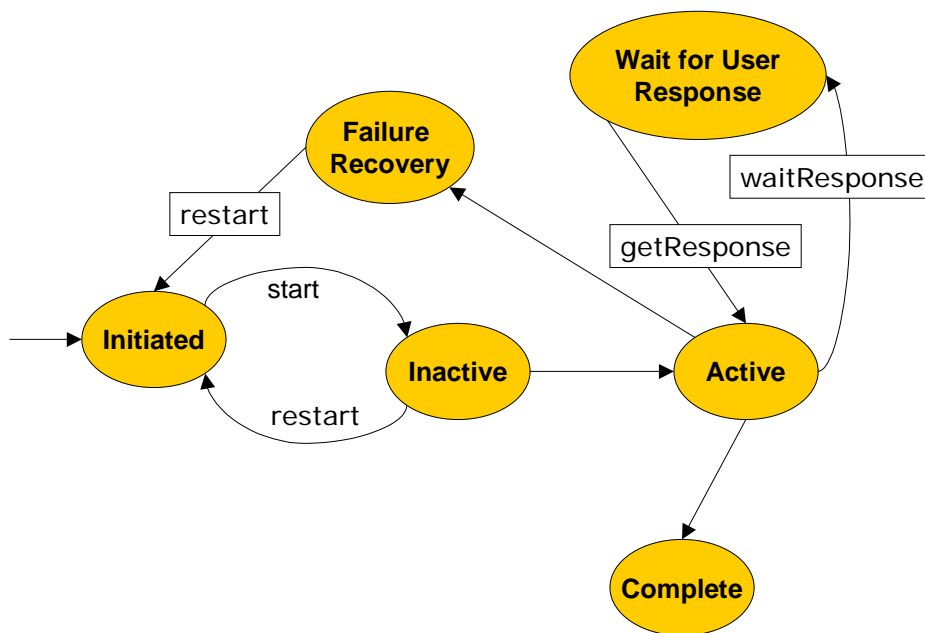 Wait for User
Response
Failure
Recovery
waitResponse
restart
getResponse
start
Initiated
Inactive
Active
restart
Complete